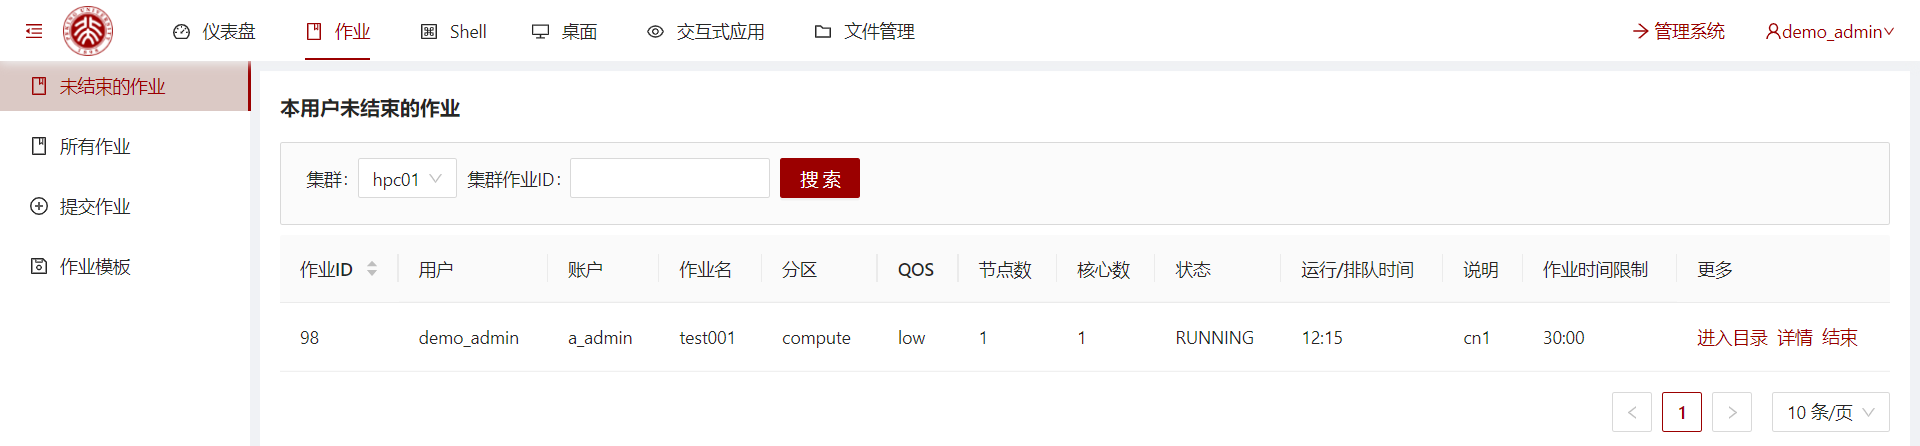 仪表盘 作业 Shell 桌面 交互式应用 文件管理 管理系统 demo_admin
未结束的作业
所有作业
提交作业
作业模板
本用户未结束的作业
集群: hpc01 集群作业ID: 搜索
作业ID 用户 账户 作业名 分区 QOS 节点数 核心数 状态 运行/排队时间 说明 作业时间限制 更多
98 demo_admin a_admin test001 compute low 1 1 RUNNING 12:15 cn1 30:00 进入目录 详情 结束
1 10 条/页